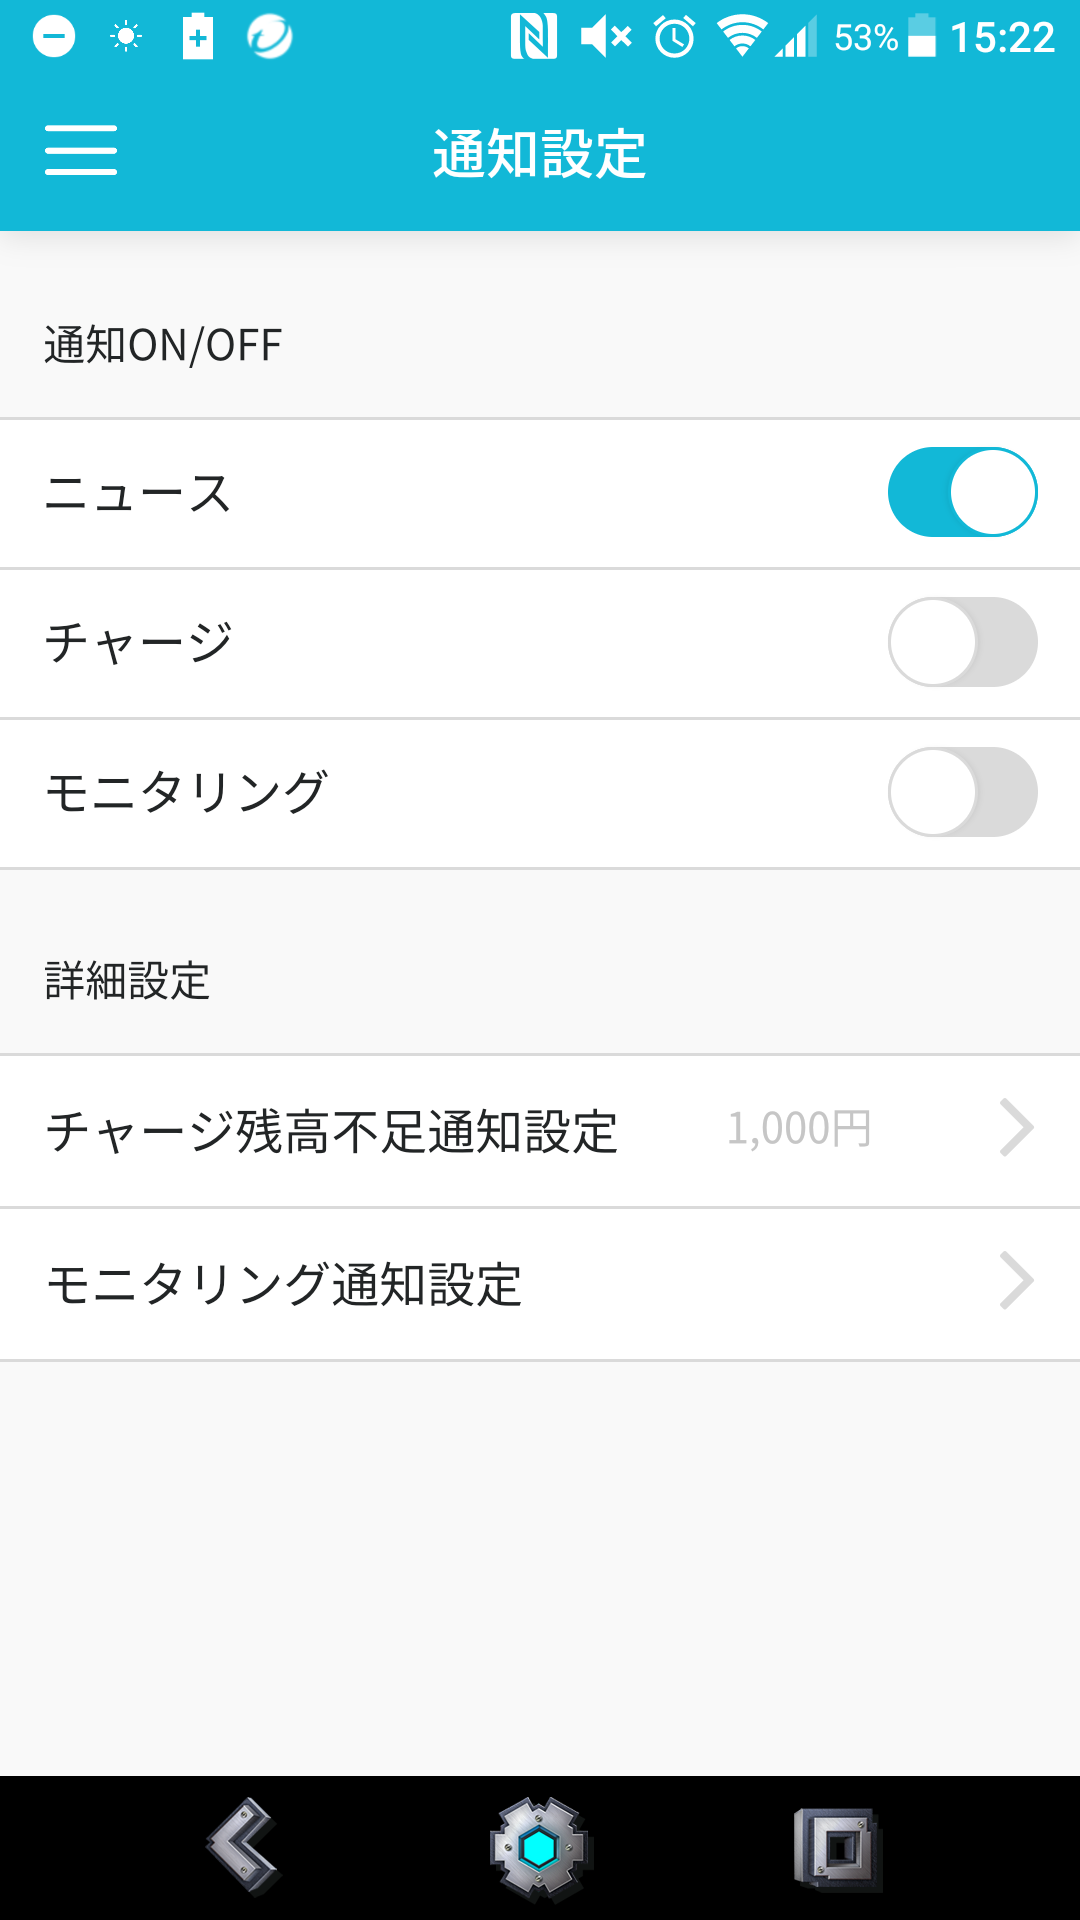 53% 15:22
通知設定
通知ON/OFF
ニュース
チャージ
モニタリング
詳細設定
チャージ残高不足通知設定 1,000円
モニタリング通知設定